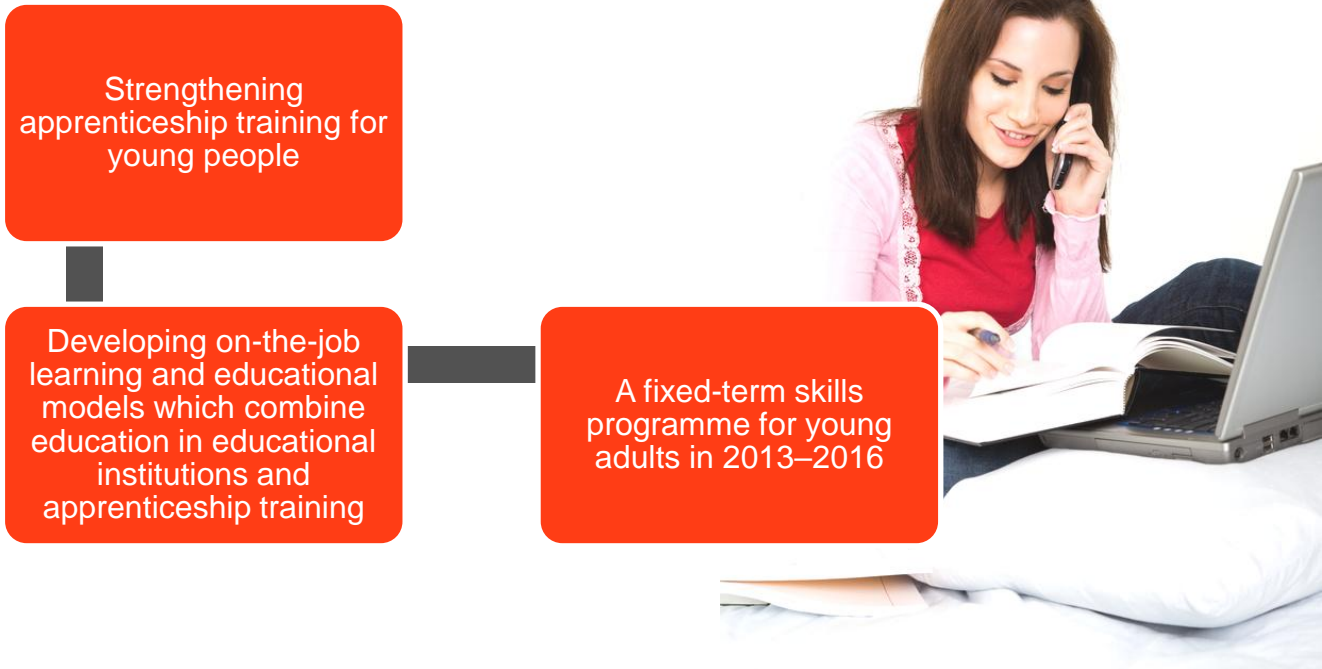 Strengthening
apprenticeship training for
young people
Developing on-the-job
learning and educational
models which combine
education in educational
institutions and
apprenticeship training
A fixed-term skills
programme for young
adults in 2013–2016